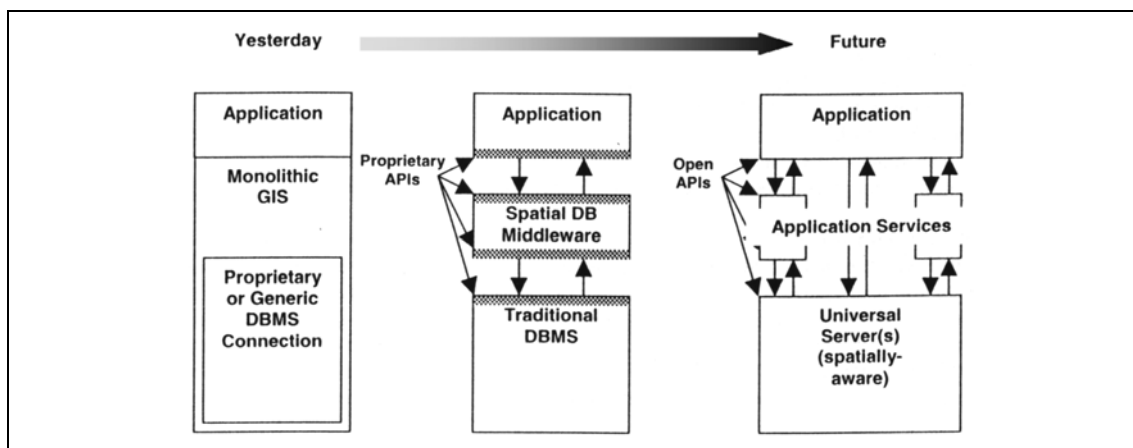 Yesterday
Future
Application
Monolithic
GIS
Proprietary
or Generic
DBMS
Connection
Proprietary
APIs
Application
Spatial DB
Middleware
Traditional
DBMS
Open
APIs
Application
Application Services
Universal
Server(s)
(spatially-
aware)